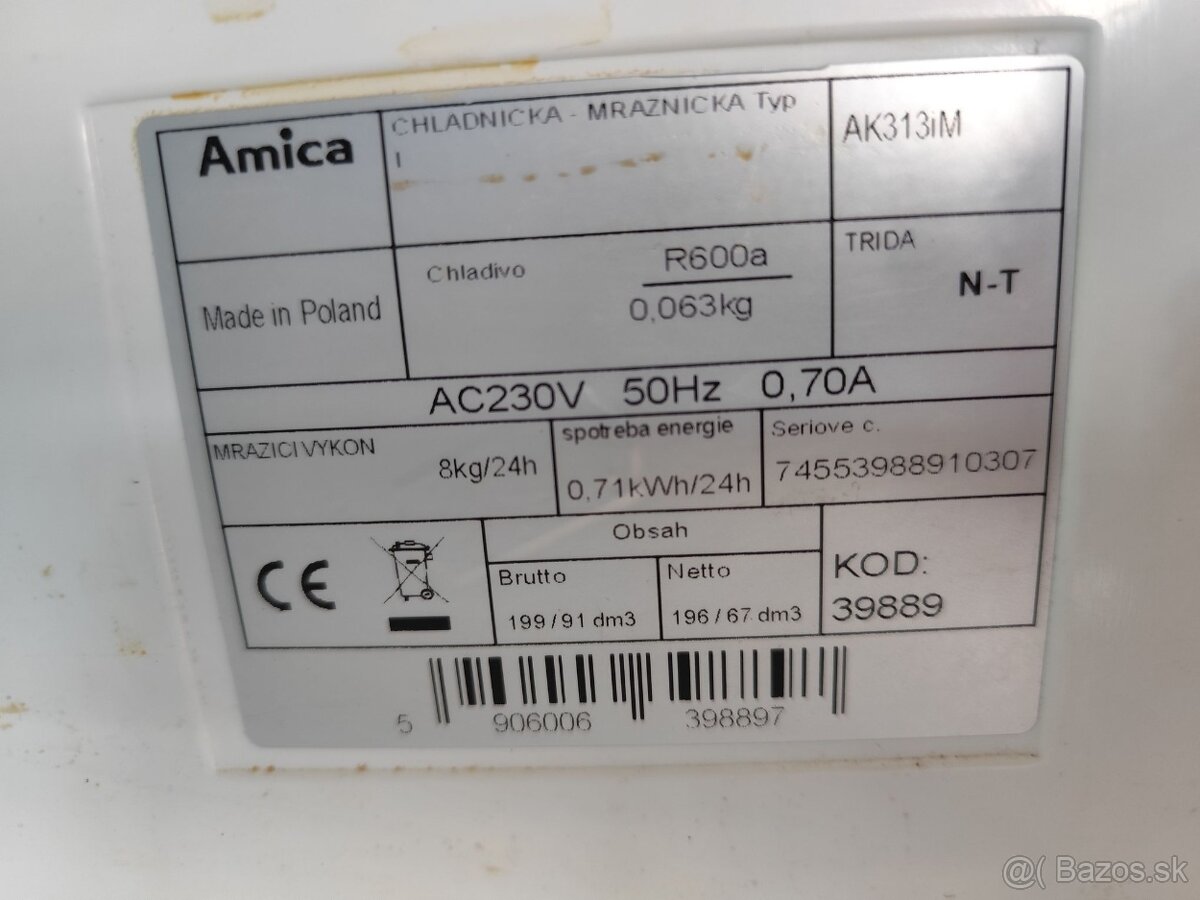 Amica
CHLADNICKA - MRAZNICKA Typ
I
AK313iM
Made in Poland
Chladivo
R600a
0,063kg
TRIDA
N-T
AC230V 50Hz 0,70A
MRAZICI VYKON
8kg/24h
spotreba energie
0,71kWh/24h
Seriove c.
74553988910307
CE
Obsah
Brutto
199/91 dm3
Netto
196/67 dm3
KOD:
39889
5 906006 398897
@( Bazos.sk